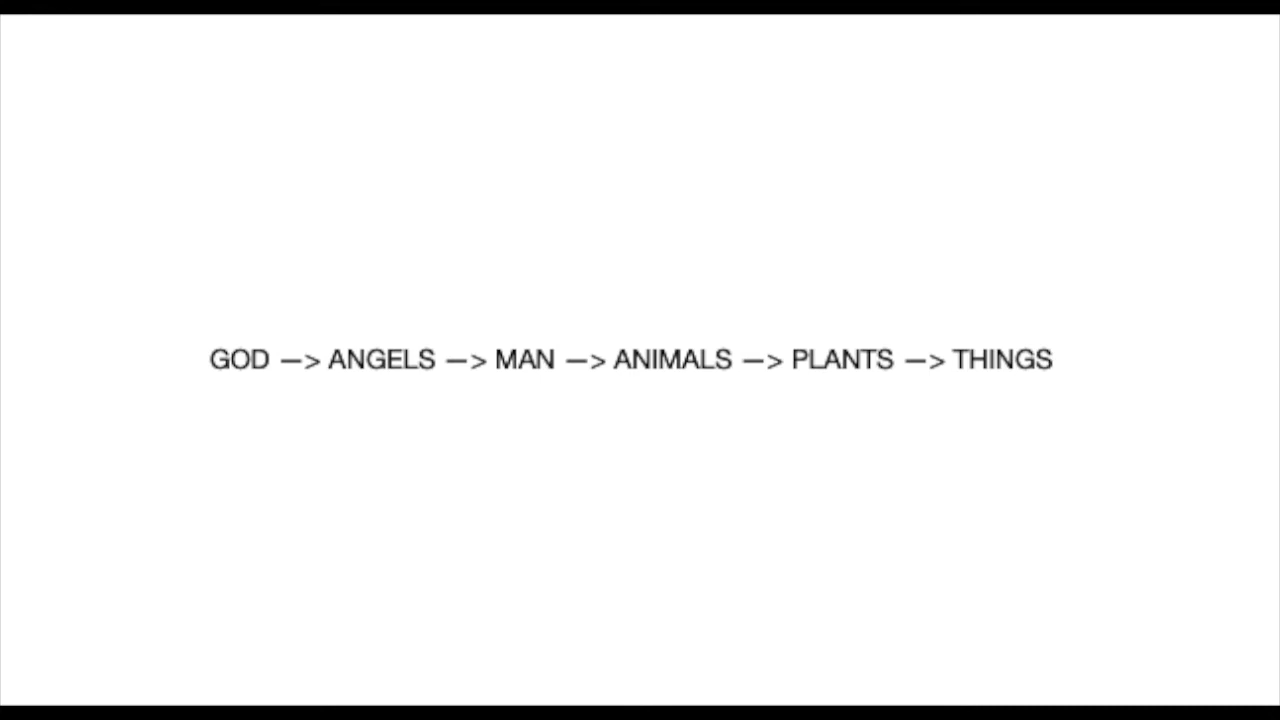 GOD —> ANGELS —> MAN —> ANIMALS —> PLANTS —> THINGS